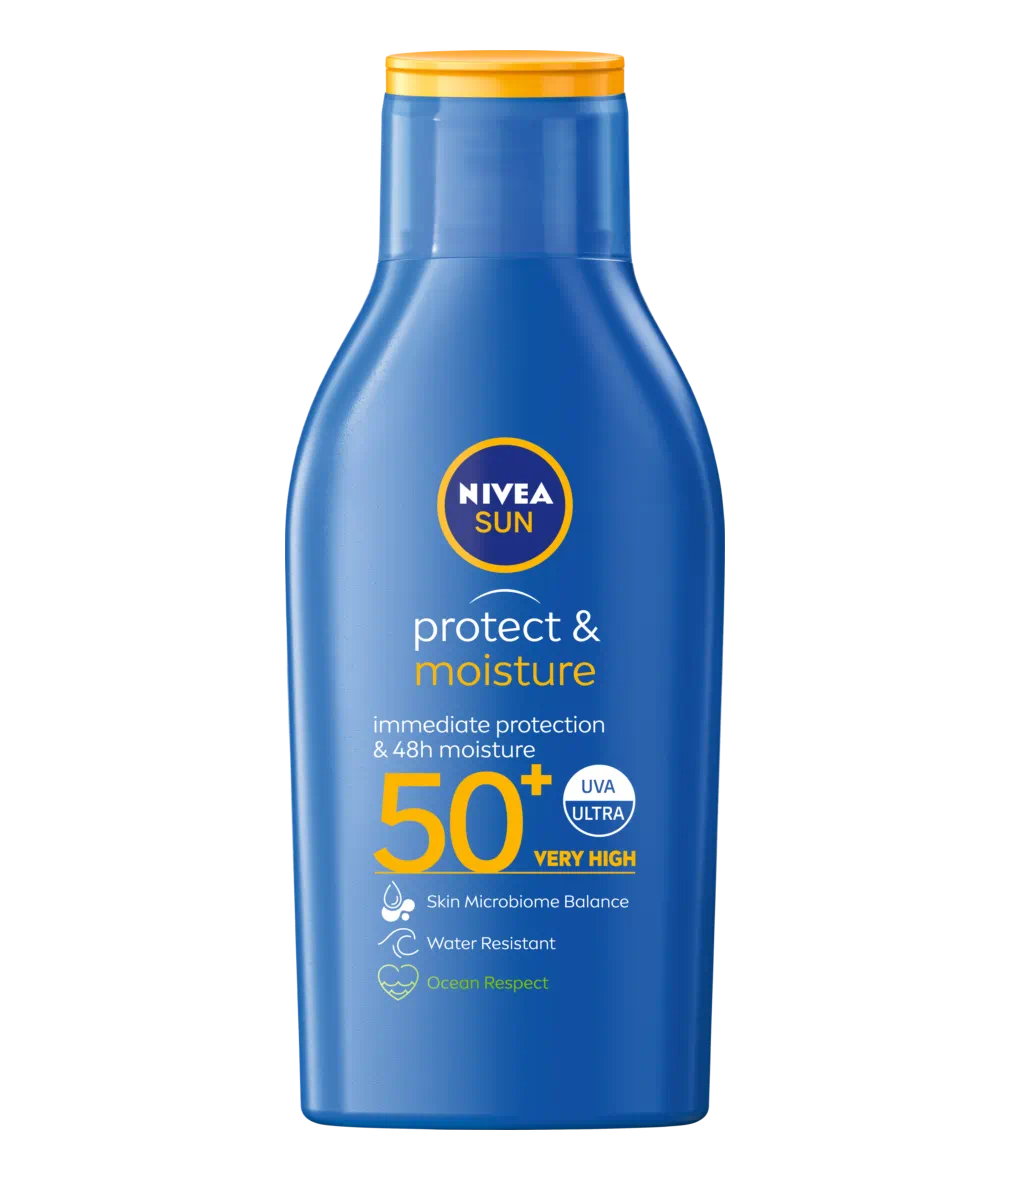 NIVEA
SUN
protect &
moisture
immediate protection
& 48h moisture
50+
UVA
ULTRA
VERY HIGH
Skin Microbiome Balance
Water Resistant
Ocean Respect